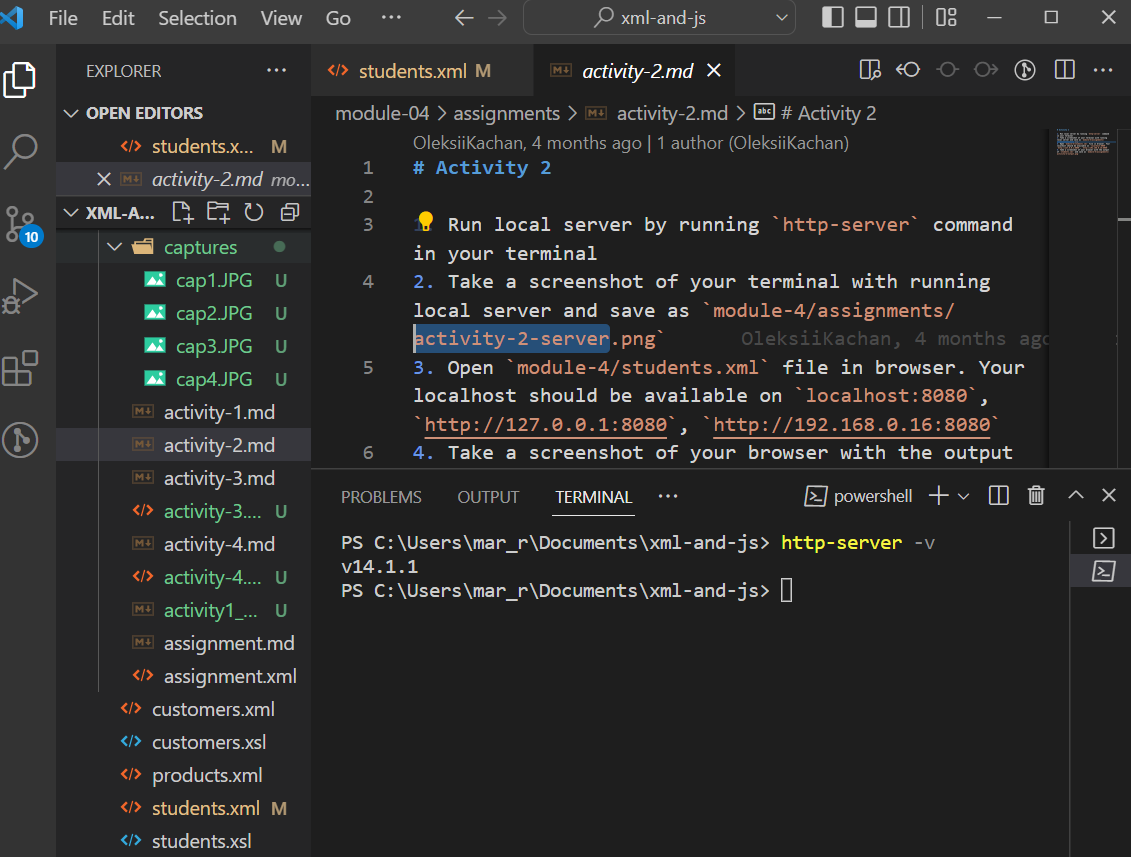 File Edit Selection View Go ··· xml-and-js
EXPLORER ···
OPEN EDITORS
students.x... M
activity-2.md mo...
XML-A...
captures
cap1.JPG U
cap2.JPG U
cap3.JPG U
cap4.JPG U
activity-1.md
activity-2.md
activity-3.md
activity-3.... U
activity-4.md
activity-4.... U
activity1_... U
assignment.md
assignment.xml
customers.xml
customers.xsl
products.xml
students.xml M
students.xsl
10
students.xml M activity-2.md
module-04 > assignments > activity-2.md > # Activity 2
OleksiiKachan, 4 months ago | 1 author (OleksiiKachan)
1 # Activity 2
2
3 Run local server by running `http-server` command
in your terminal
4 2. Take a screenshot of your terminal with running
local server and save as `module-4/assignments/
activity-2-server.png` OleksiiKachan, 4 months ago
5 3. Open `module-4/students.xml` file in browser. Your
localhost should be available on `localhost:8080`,
`http://127.0.0.1:8080`, `http://192.168.0.16:8080`
6 4. Take a screenshot of your browser with the output
PROBLEMS OUTPUT TERMINAL ··· powershell
PS C:\Users\mar_r\Documents\xml-and-js> http-server -v
v14.1.1
PS C:\Users\mar_r\Documents\xml-and-js>